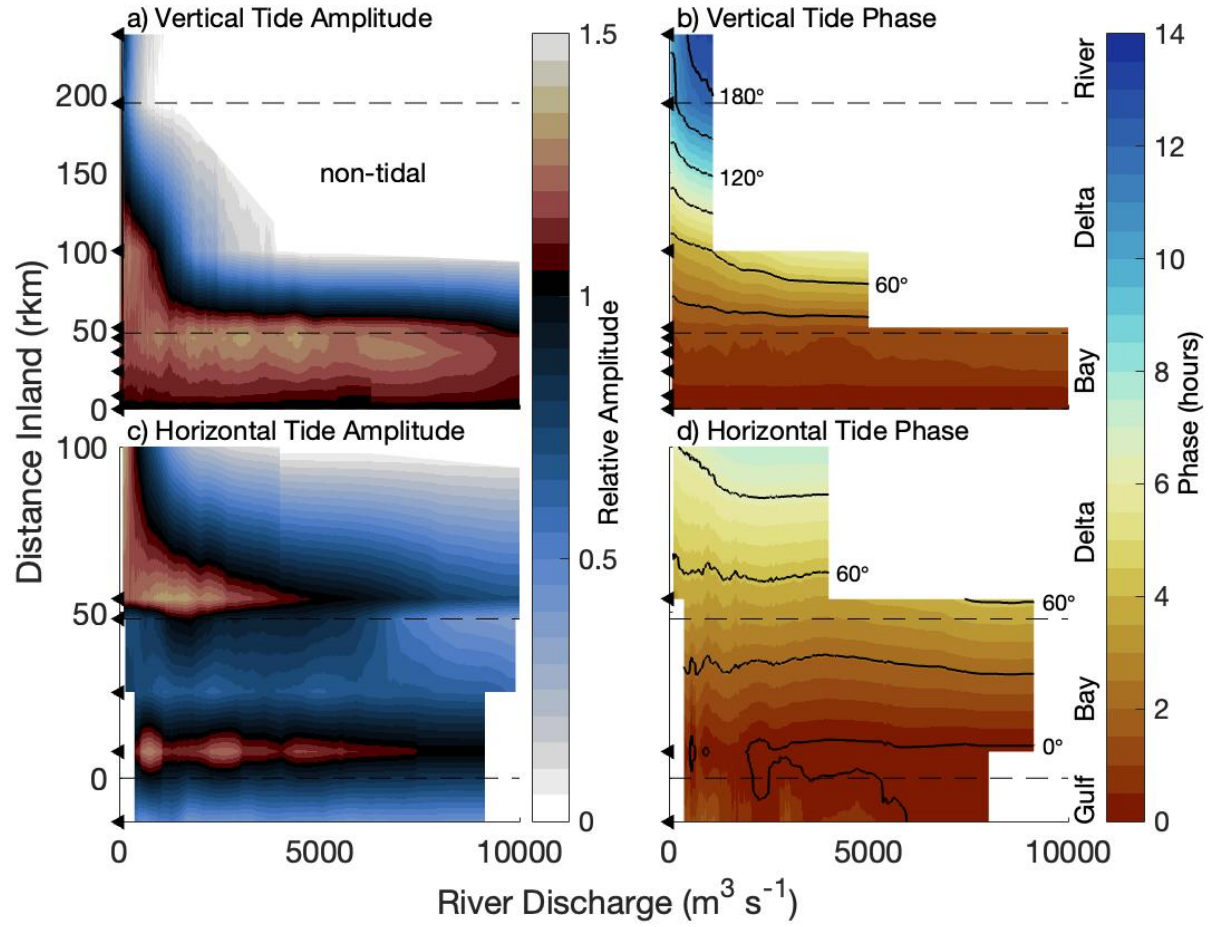 a) Vertical Tide Amplitude
b) Vertical Tide Phase
200
150
100
50
0
non-tidal
1.5
1
0.5
0
Relative Amplitude
180°
120°
60°
River
Delta
Bay
14
12
10
8
6
4
2
0
Phase (hours)
c) Horizontal Tide Amplitude
d) Horizontal Tide Phase
100
50
0
Distance Inland (rkm)
60°
60°
0°
Delta
Bay
Gulf
0
5000
10000
0
5000
10000
River Discharge (m³ s⁻¹)